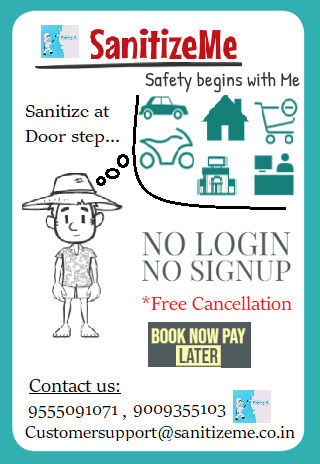 SanitizeMe
Safety begins with Me
Sanitize at
Door step...
NO LOGIN
NO SIGNUP
*Free Cancellation
BOOK NOW PAY
LATER
Contact us:
9555091071 , 9009355103
Customersupport@sanitizeme.co.in